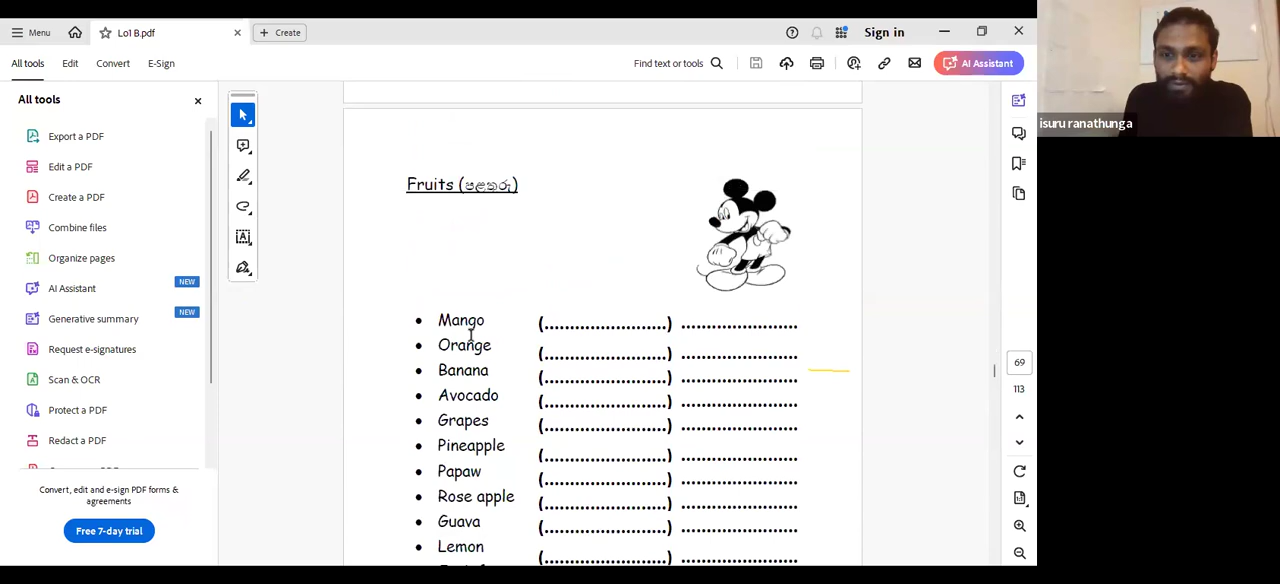 Menu
Lo1 B.pdf
Create
Sign in
All tools
Edit
Convert
E-Sign
Find text or tools
AI Assistant
All tools
Export a PDF
Edit a PDF
Create a PDF
Combine files
Organize pages
AI Assistant
NEW
Generative summary
NEW
Request e-signatures
Scan & OCR
Protect a PDF
Redact a PDF
Convert, edit and e-sign PDF forms & agreements
Free 7-day trial
Fruits (පළතුරු)
Mango (........................) ........................
Orange (........................) ........................
Banana (........................) ........................
Avocado (........................) ........................
Grapes (........................) ........................
Pineapple (........................) ........................
Papaw (........................) ........................
Rose apple (........................) ........................
Guava (........................) ........................
Lemon (........................) ........................
69
113
isuru ranathunga